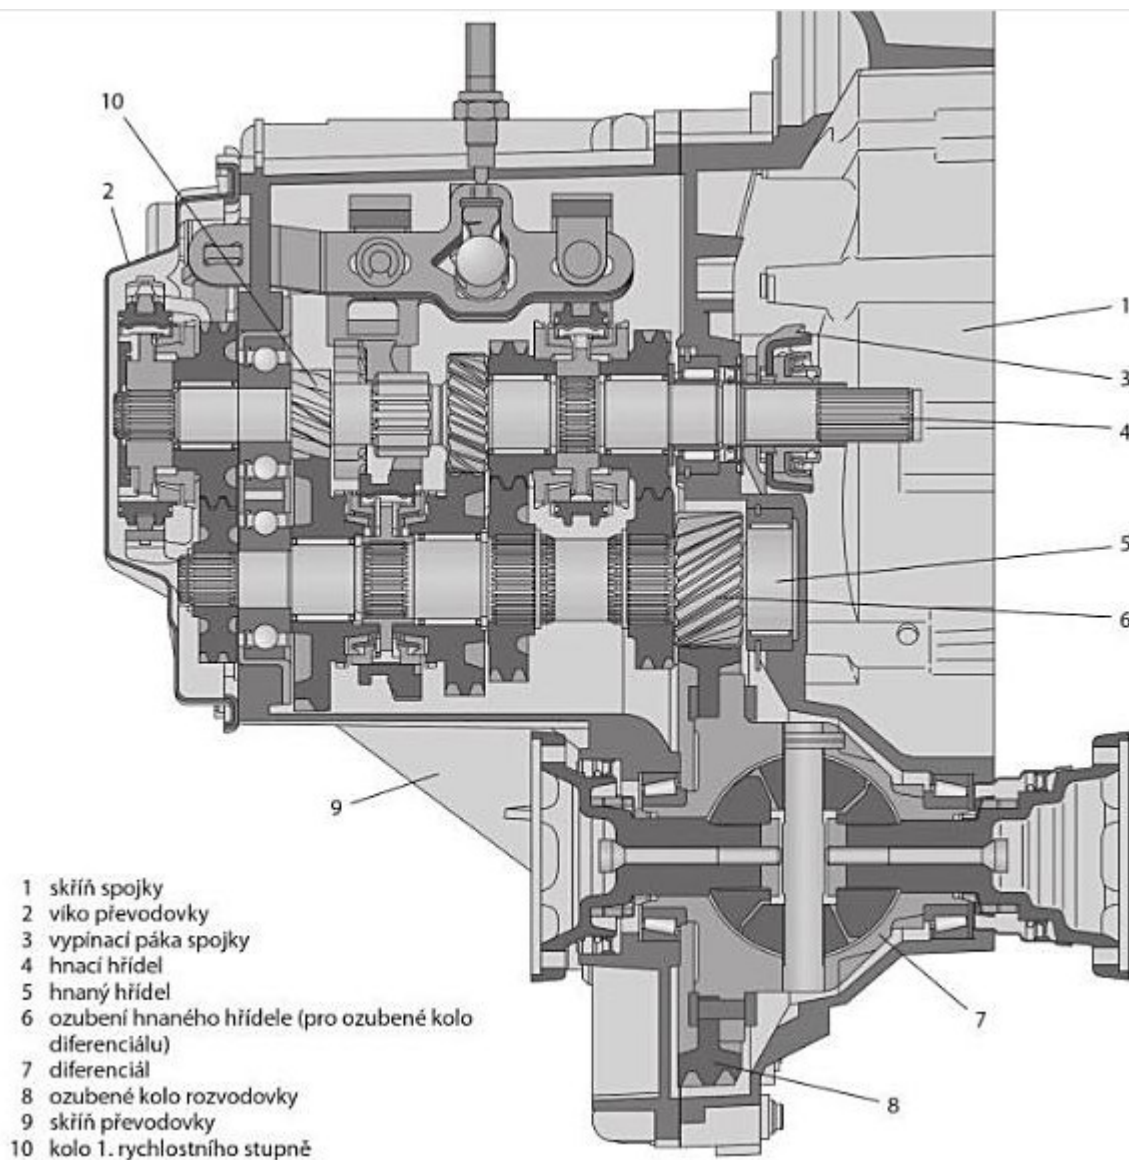 10
2
1
3
4
5
6
9
7
8
1 skříň spojky
2 víko převodovky
3 vypínací páka spojky
4 hnací hřídel
5 hnaný hřídel
6 ozubení hnaného hřídele (pro ozubené kolo
diferenciálu)
7 diferenciál
8 ozubené kolo rozvodovky
9 skříň převodovky
10 kolo 1. rychlostního stupně